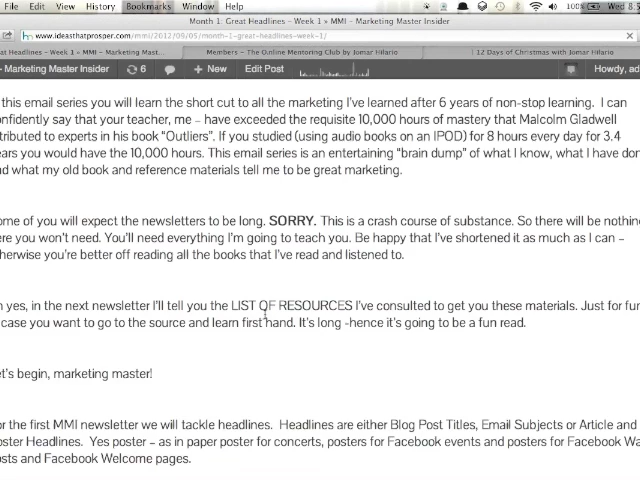 File Edit View History Bookmarks Window Help 100% Wed 8:5
Month 1: Great Headlines – Week 1 » MMI – Marketing Master Insider
www.ideasthatprosper.com/mmi/2012/09/05/month-1-great-headlines-week-1/
eat Headlines – Week 1 » MMI – Marketing Mast... Members – The Online Mentoring Club by Jomar Hilario 12 Days of Christmas with Jomar Hilario
– Marketing Master Insider 6 + New Edit Post Howdy, ad
this email series you will learn the short cut to all the marketing I've learned after 6 years of non-stop learning. I can
nfidently say that your teacher, me – have exceeded the requisite 10,000 hours of mastery that Malcolm Gladwell
tributed to experts in his book “Outliers”. If you studied (using audio books on an IPOD) for 8 hours every day for 3.4
ars you would have the 10,000 hours. This email series is an entertaining “brain dump” of what I know, what I have don
nd what my old book and reference materials tell me to be great marketing.
ome of you will expect the newsletters to be long. SORRY. This is a crash course of substance. So there will be nothin
ere you won't need. You'll need everything I'm going to teach you. Be happy that I've shortened it as much as I can –
herwise you're better off reading all the books that I've read and listened to.
h yes, in the next newsletter I'll tell you the LIST OF RESOURCES I've consulted to get you these materials. Just for fun
case you want to go to the source and learn first hand. It's long -hence it's going to be a fun read.
et's begin, marketing master!
or the first MMI newsletter we will tackle headlines. Headlines are either Blog Post Titles, Email Subjects or Article and
oster Headlines. Yes poster – as in paper poster for concerts, posters for Facebook events and posters for Facebook Wa
osts and Facebook Welcome pages.